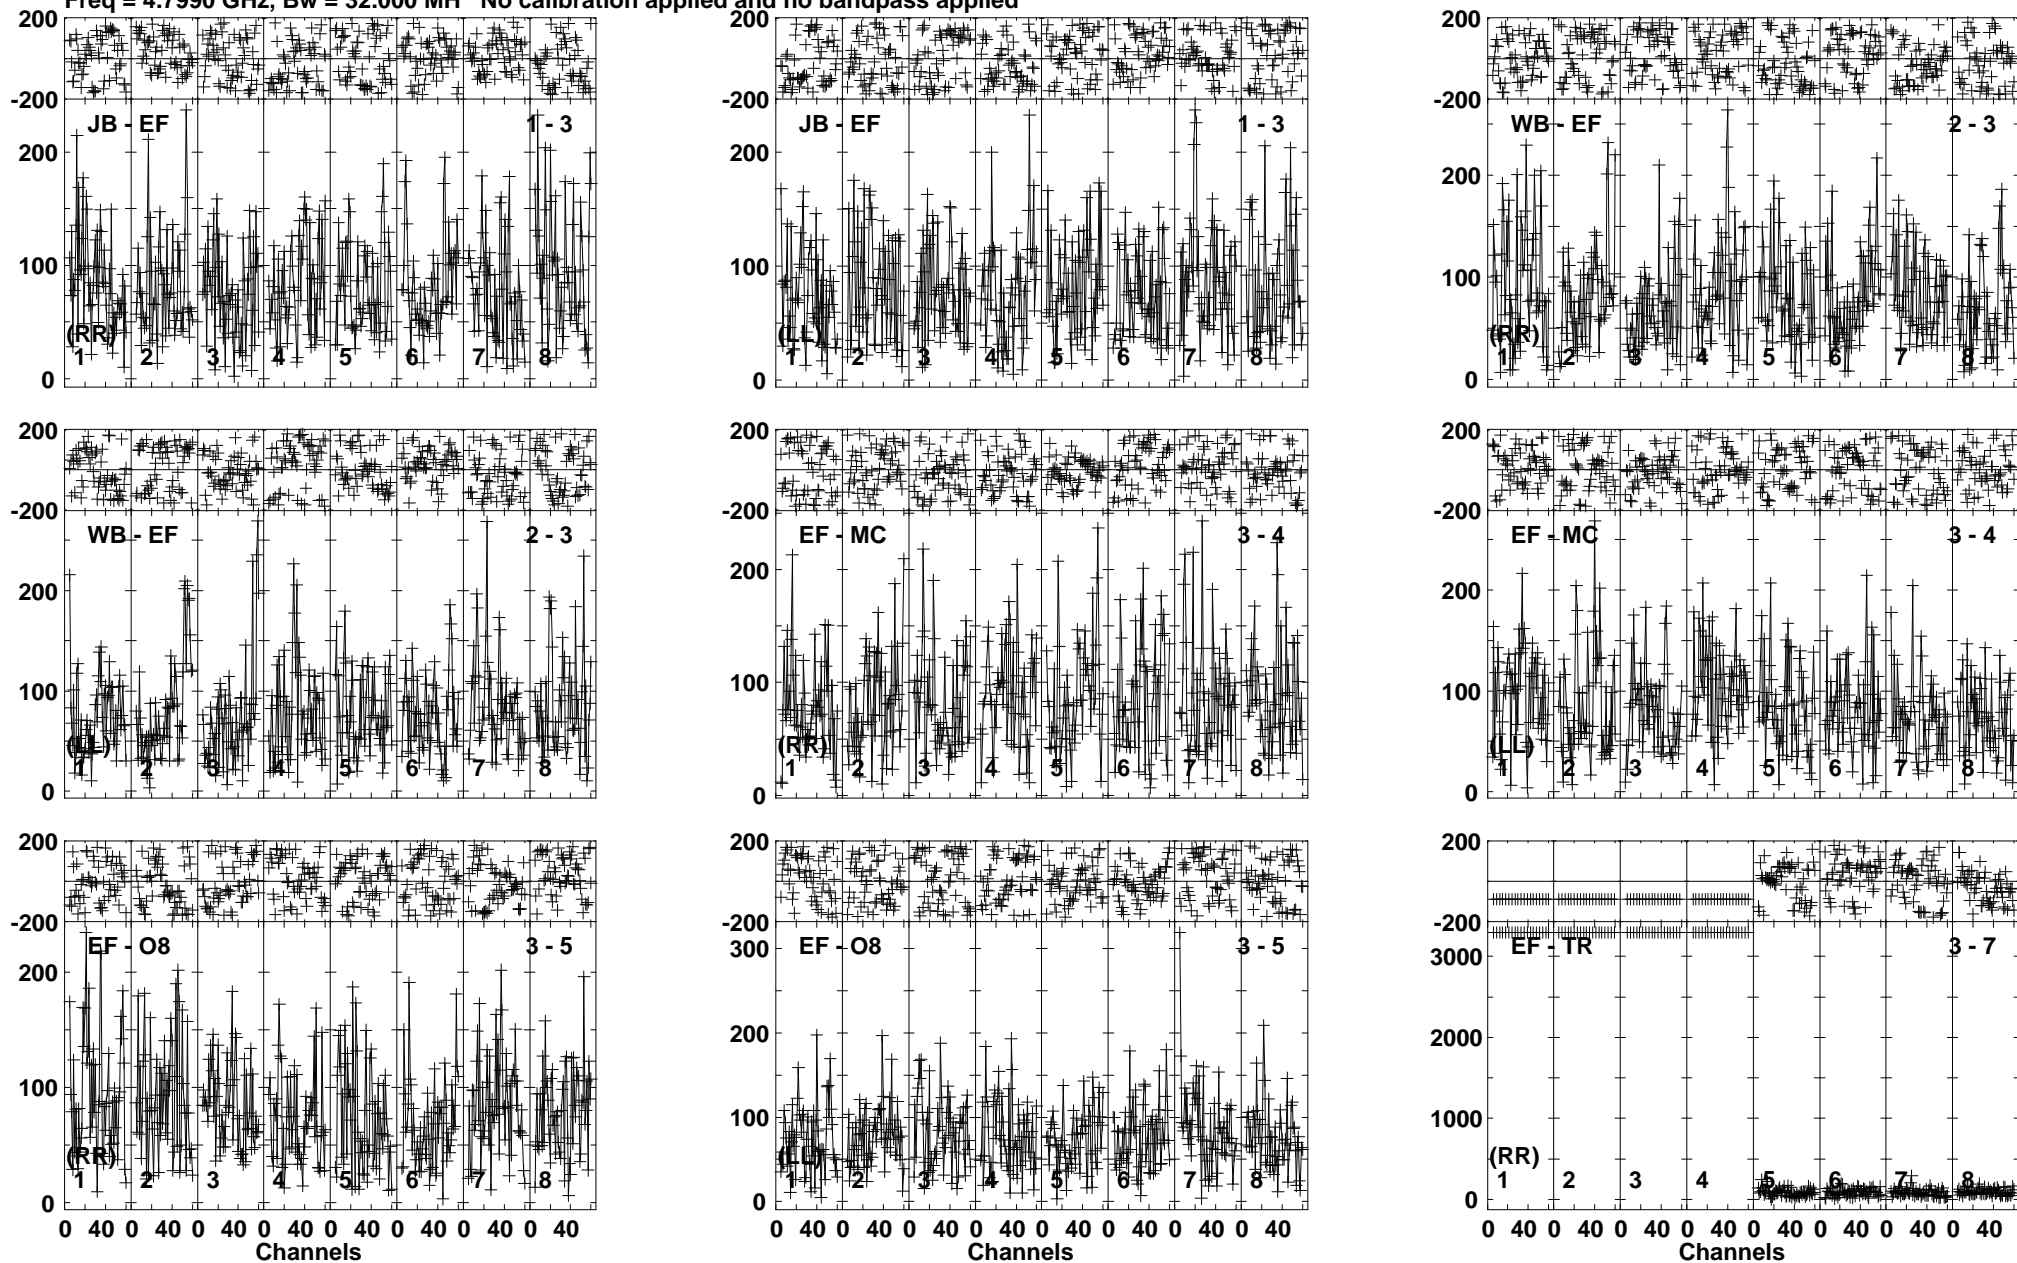 Freq = 4.7990 GHz, Bw = 32.000 MH No calibration applied and no bandpass applied
200 200 200
-200 -200 -200
JB - EF 1 - 3 JB - EF 1 - 3 WB - EF 2 - 3
200 200 200
100 100 100
(RR) (LL) (RR)
1 2 3 4 5 6 7 8 1 2 3 4 5 6 7 8 1 2 3 4 5 6 7 8
0 0 0
200 200 200
-200 -200 -200
WB - EF 2 - 3 EF - MC 3 - 4 EF - MC 3 - 4
200 200 200
100 100 100
(LL) (RR) (LL)
1 2 3 4 5 6 7 8 1 2 3 4 5 6 7 8 1 2 3 4 5 6 7 8
0 0 0
200 200 200
-200 -200 -200
EF - O8 3 - 5 EF - O8 3 - 5 EF - TR 3 - 7
200 300 3000
100 200 2000
100 1000
(RR) (LL) (RR)
1 2 3 4 5 6 7 8 1 2 3 4 5 6 7 8 1 2 3 4 5 6 7 8
0 0 0
0 40 0 40 0 40 0 40 0 40 0 40 0 40 0 40 0 40 0 40 0 40 0 40 0 40 0 40 0 40 0 40 0 40 0 40 0 40 0 40 0 40 0 40 0 40 0 40
Channels Channels Channels